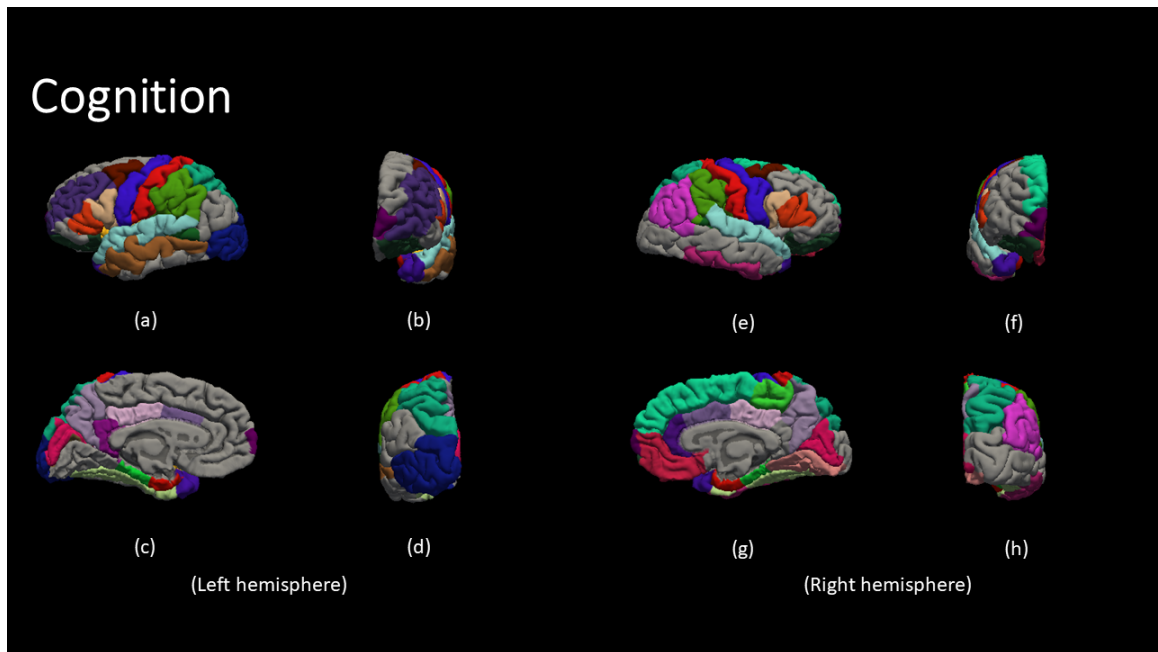 Cognition
(a)
(b)
(e)
(f)
(c)
(d)
(g)
(h)
(Left hemisphere)
(Right hemisphere)